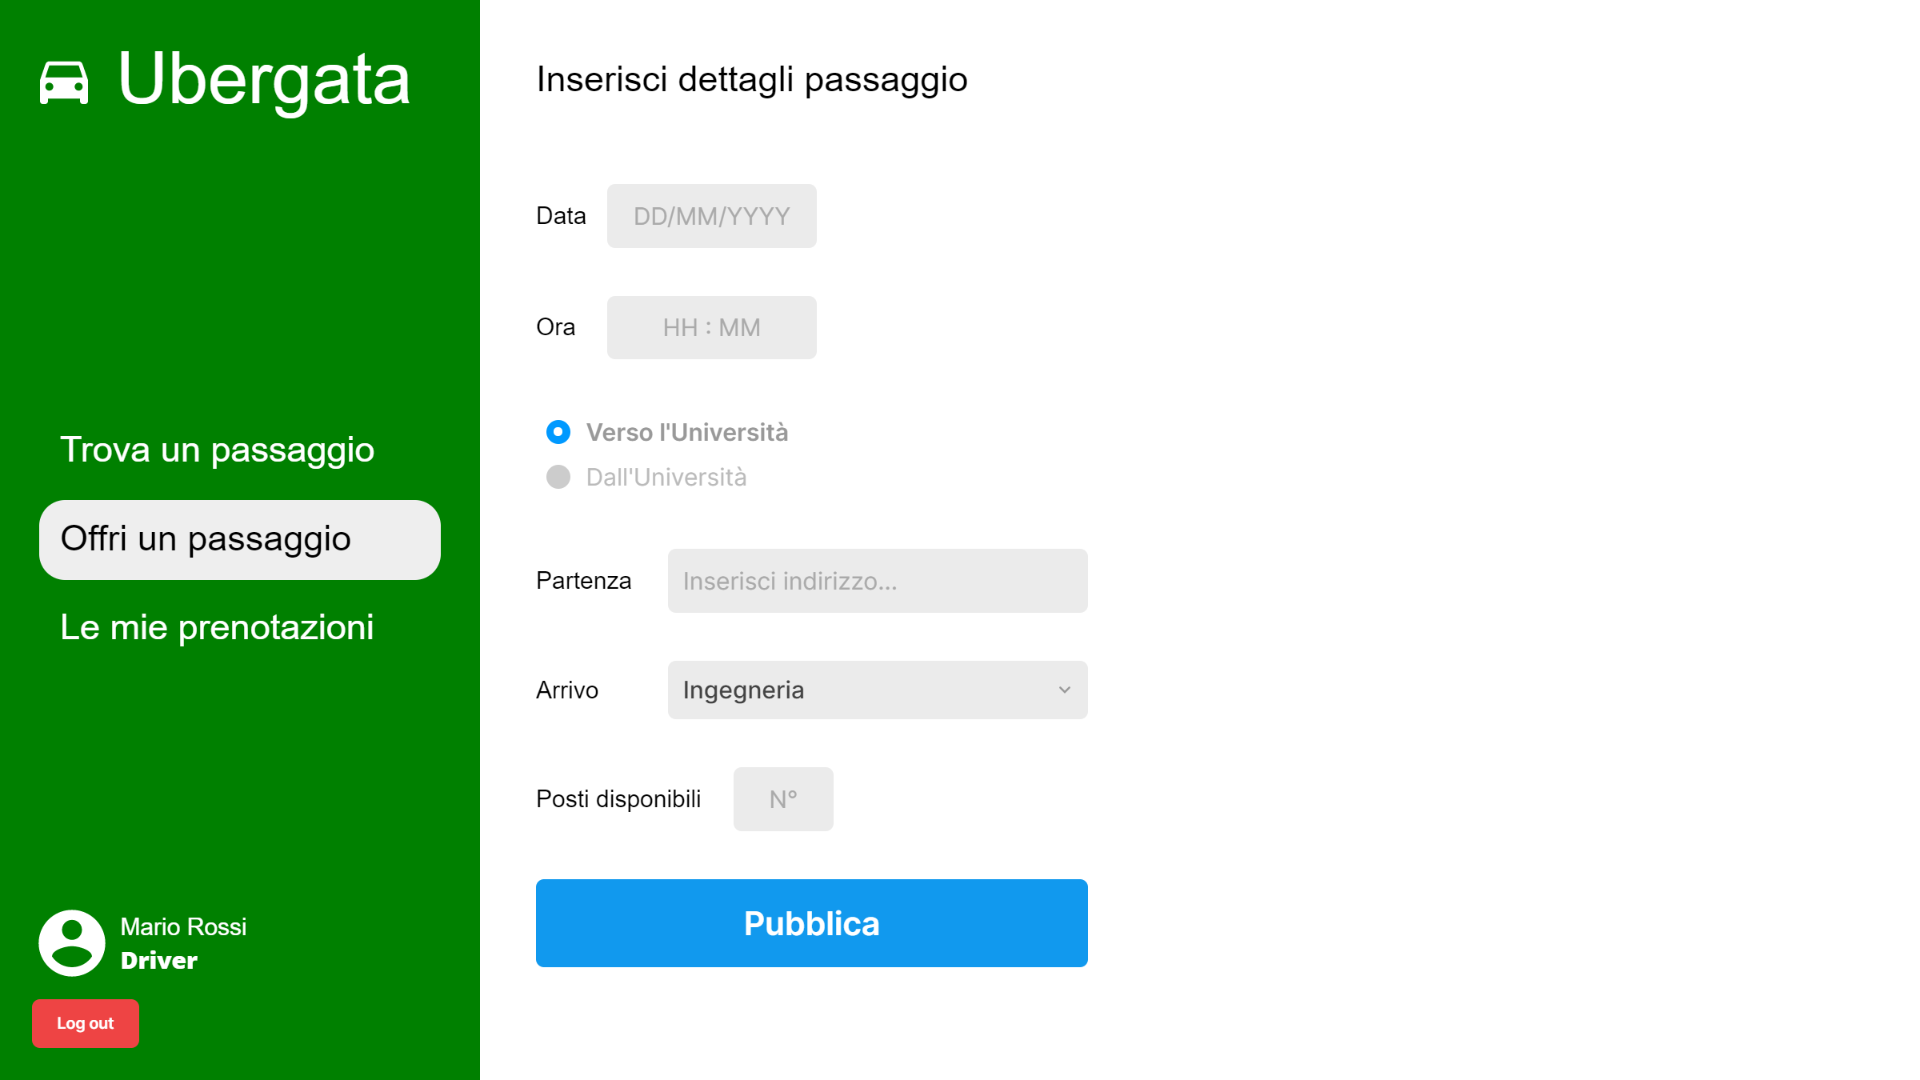 Ubergata
Trova un passaggio
Offri un passaggio
Le mie prenotazioni
Mario Rossi
Driver
Log out
Inserisci dettagli passaggio
Data DD/MM/YYYY
Ora HH : MM
Verso l'Università
Dall'Università
Partenza Inserisci indirizzo...
Arrivo Ingegneria
Posti disponibili N°
Pubblica